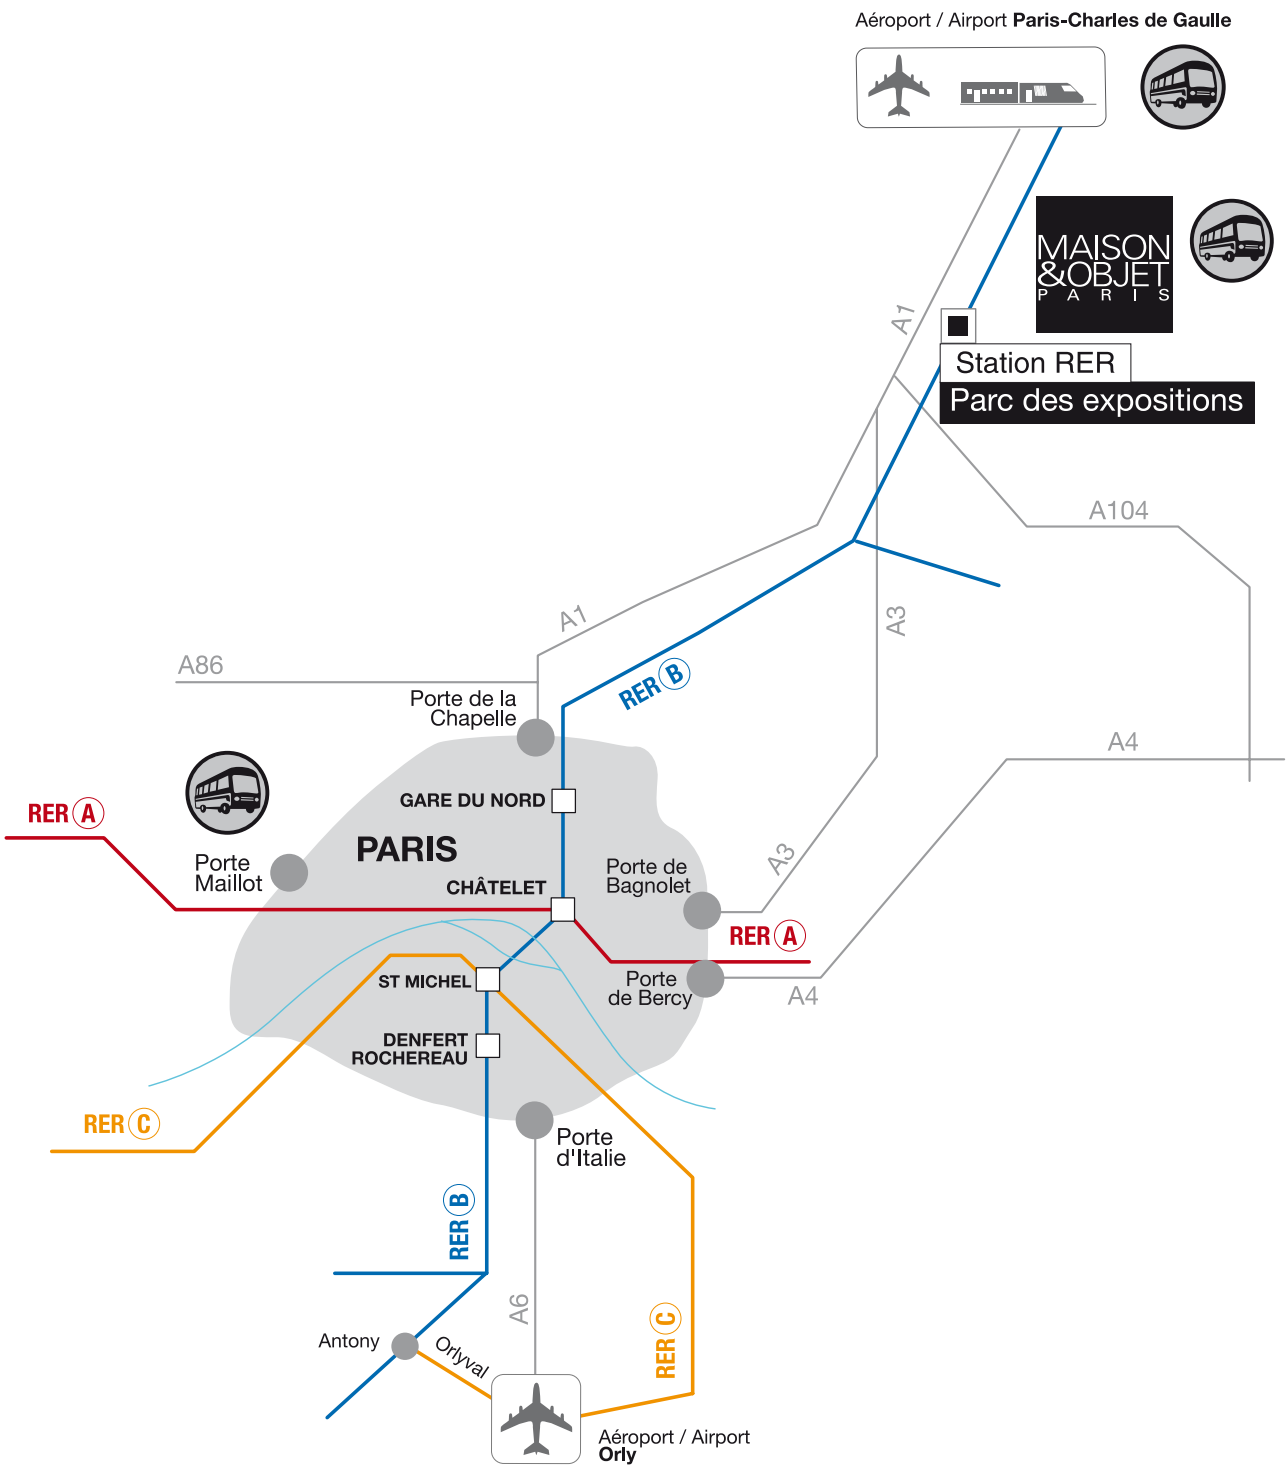 Aéroport / Airport Paris-Charles de Gaulle
MAISON
&OBJET
PARIS
A1
Station RER
Parc des expositions
A104
A1
A3
A86
RER B
Porte de la
Chapelle
A4
GARE DU NORD
RER A
PARIS
Porte
Maillot
A3
Porte de
Bagnolet
CHÂTELET
RER A
ST MICHEL
Porte
de Bercy
A4
DENFERT
ROCHEREAU
RER C
Porte
d'Italie
RER B
A6
RER C
Antony
Orlyval
Aéroport / Airport
Orly